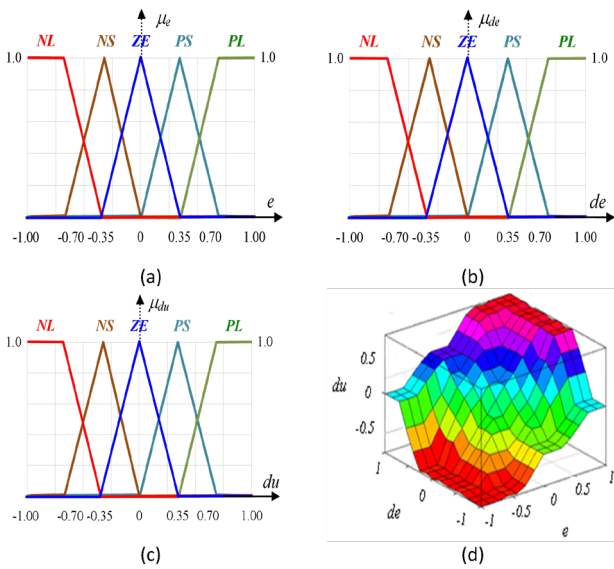 μe
NL NS ZE PS PL
1.0 1.0
e
-1.00 -0.70 -0.35 0 0.35 0.70 1.00
(a)
μde
NL NS ZE PS PL
1.0 1.0
de
-1.00 -0.70 -0.35 0 0.35 0.70 1.00
(b)
μdu
NL NS ZE PS PL
1.0 1.0
du
-1.00 -0.70 -0.35 0 0.35 0.70 1.00
(c)
0.5
du 0
-0.5
1
de 0
-1 -1
-0.5
0
e 0.5
1
(d)